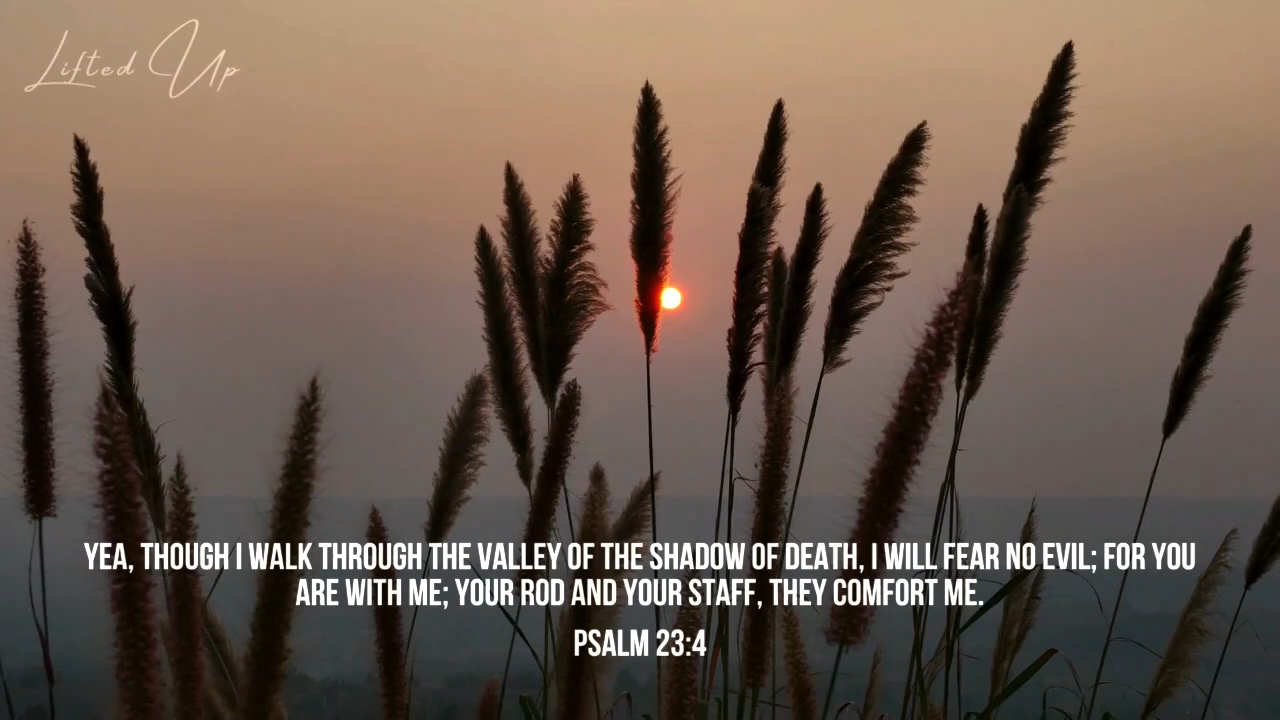 Lifted Up
YEA, THOUGH I WALK THROUGH THE VALLEY OF THE SHADOW OF DEATH, I WILL FEAR NO EVIL; FOR YOU
ARE WITH ME; YOUR ROD AND YOUR STAFF, THEY COMFORT ME.
PSALM 23:4